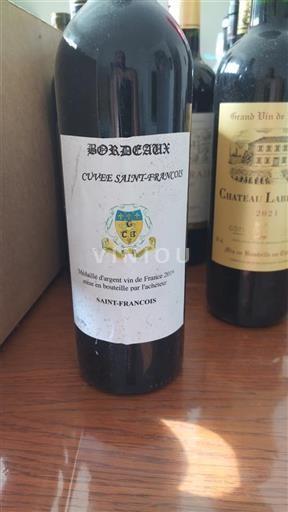 BORDEAUX
CUVEE SAINT-FRANCOIS
VINIOU
Médaille d'argent vin de France 2019
mise en bouteille par l'acheteur
SAINT-FRANCOIS
Grand Vin de
CHATEAU
2021